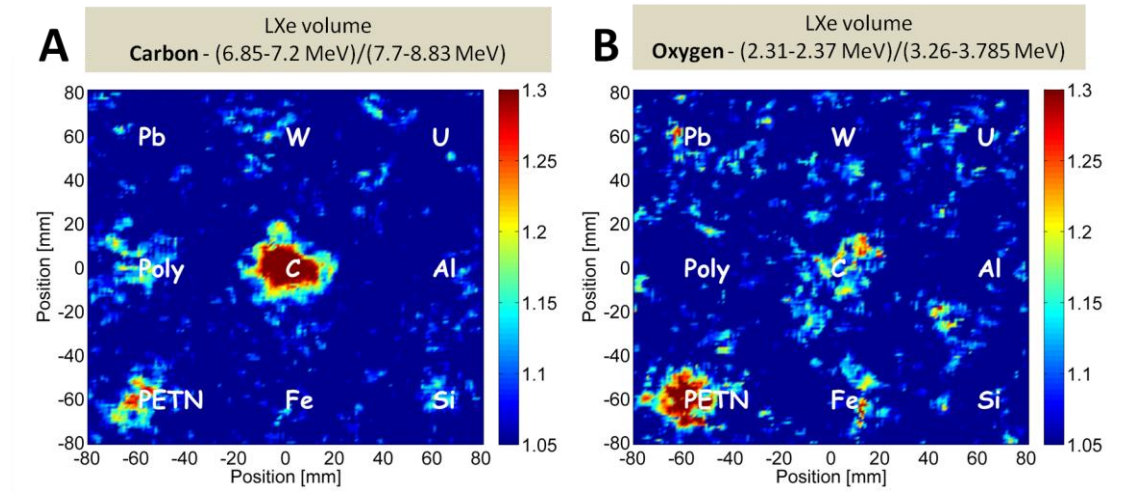 A
LXe volume
Carbon - (6.85-7.2 MeV)/(7.7-8.83 MeV)
Position [mm]
80
60
40
20
0
-20
-40
-60
-80
Pb W U
Poly C Al
PETN Fe Si
-80 -60 -40 -20 0 20 40 60 80
Position [mm]
1.3
1.25
1.2
1.15
1.1
1.05
B
LXe volume
Oxygen - (2.31-2.37 MeV)/(3.26-3.785 MeV)
Position [mm]
80
60
40
20
0
-20
-40
-60
-80
Pb W U
Poly C Al
PETN Fe Si
-80 -60 -40 -20 0 20 40 60 80
Position [mm]
1.3
1.25
1.2
1.15
1.1
1.05